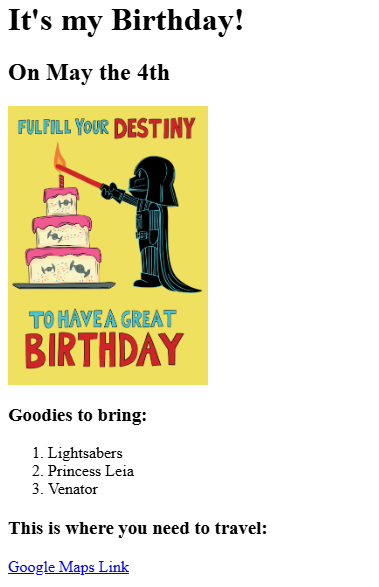 It's my Birthday!
On May the 4th
FULFILL YOUR DESTINY
TO HAVE A GREAT
BIRTHDAY
Goodies to bring:
1. Lightsabers
2. Princess Leia
3. Venator
This is where you need to travel:
Google Maps Link